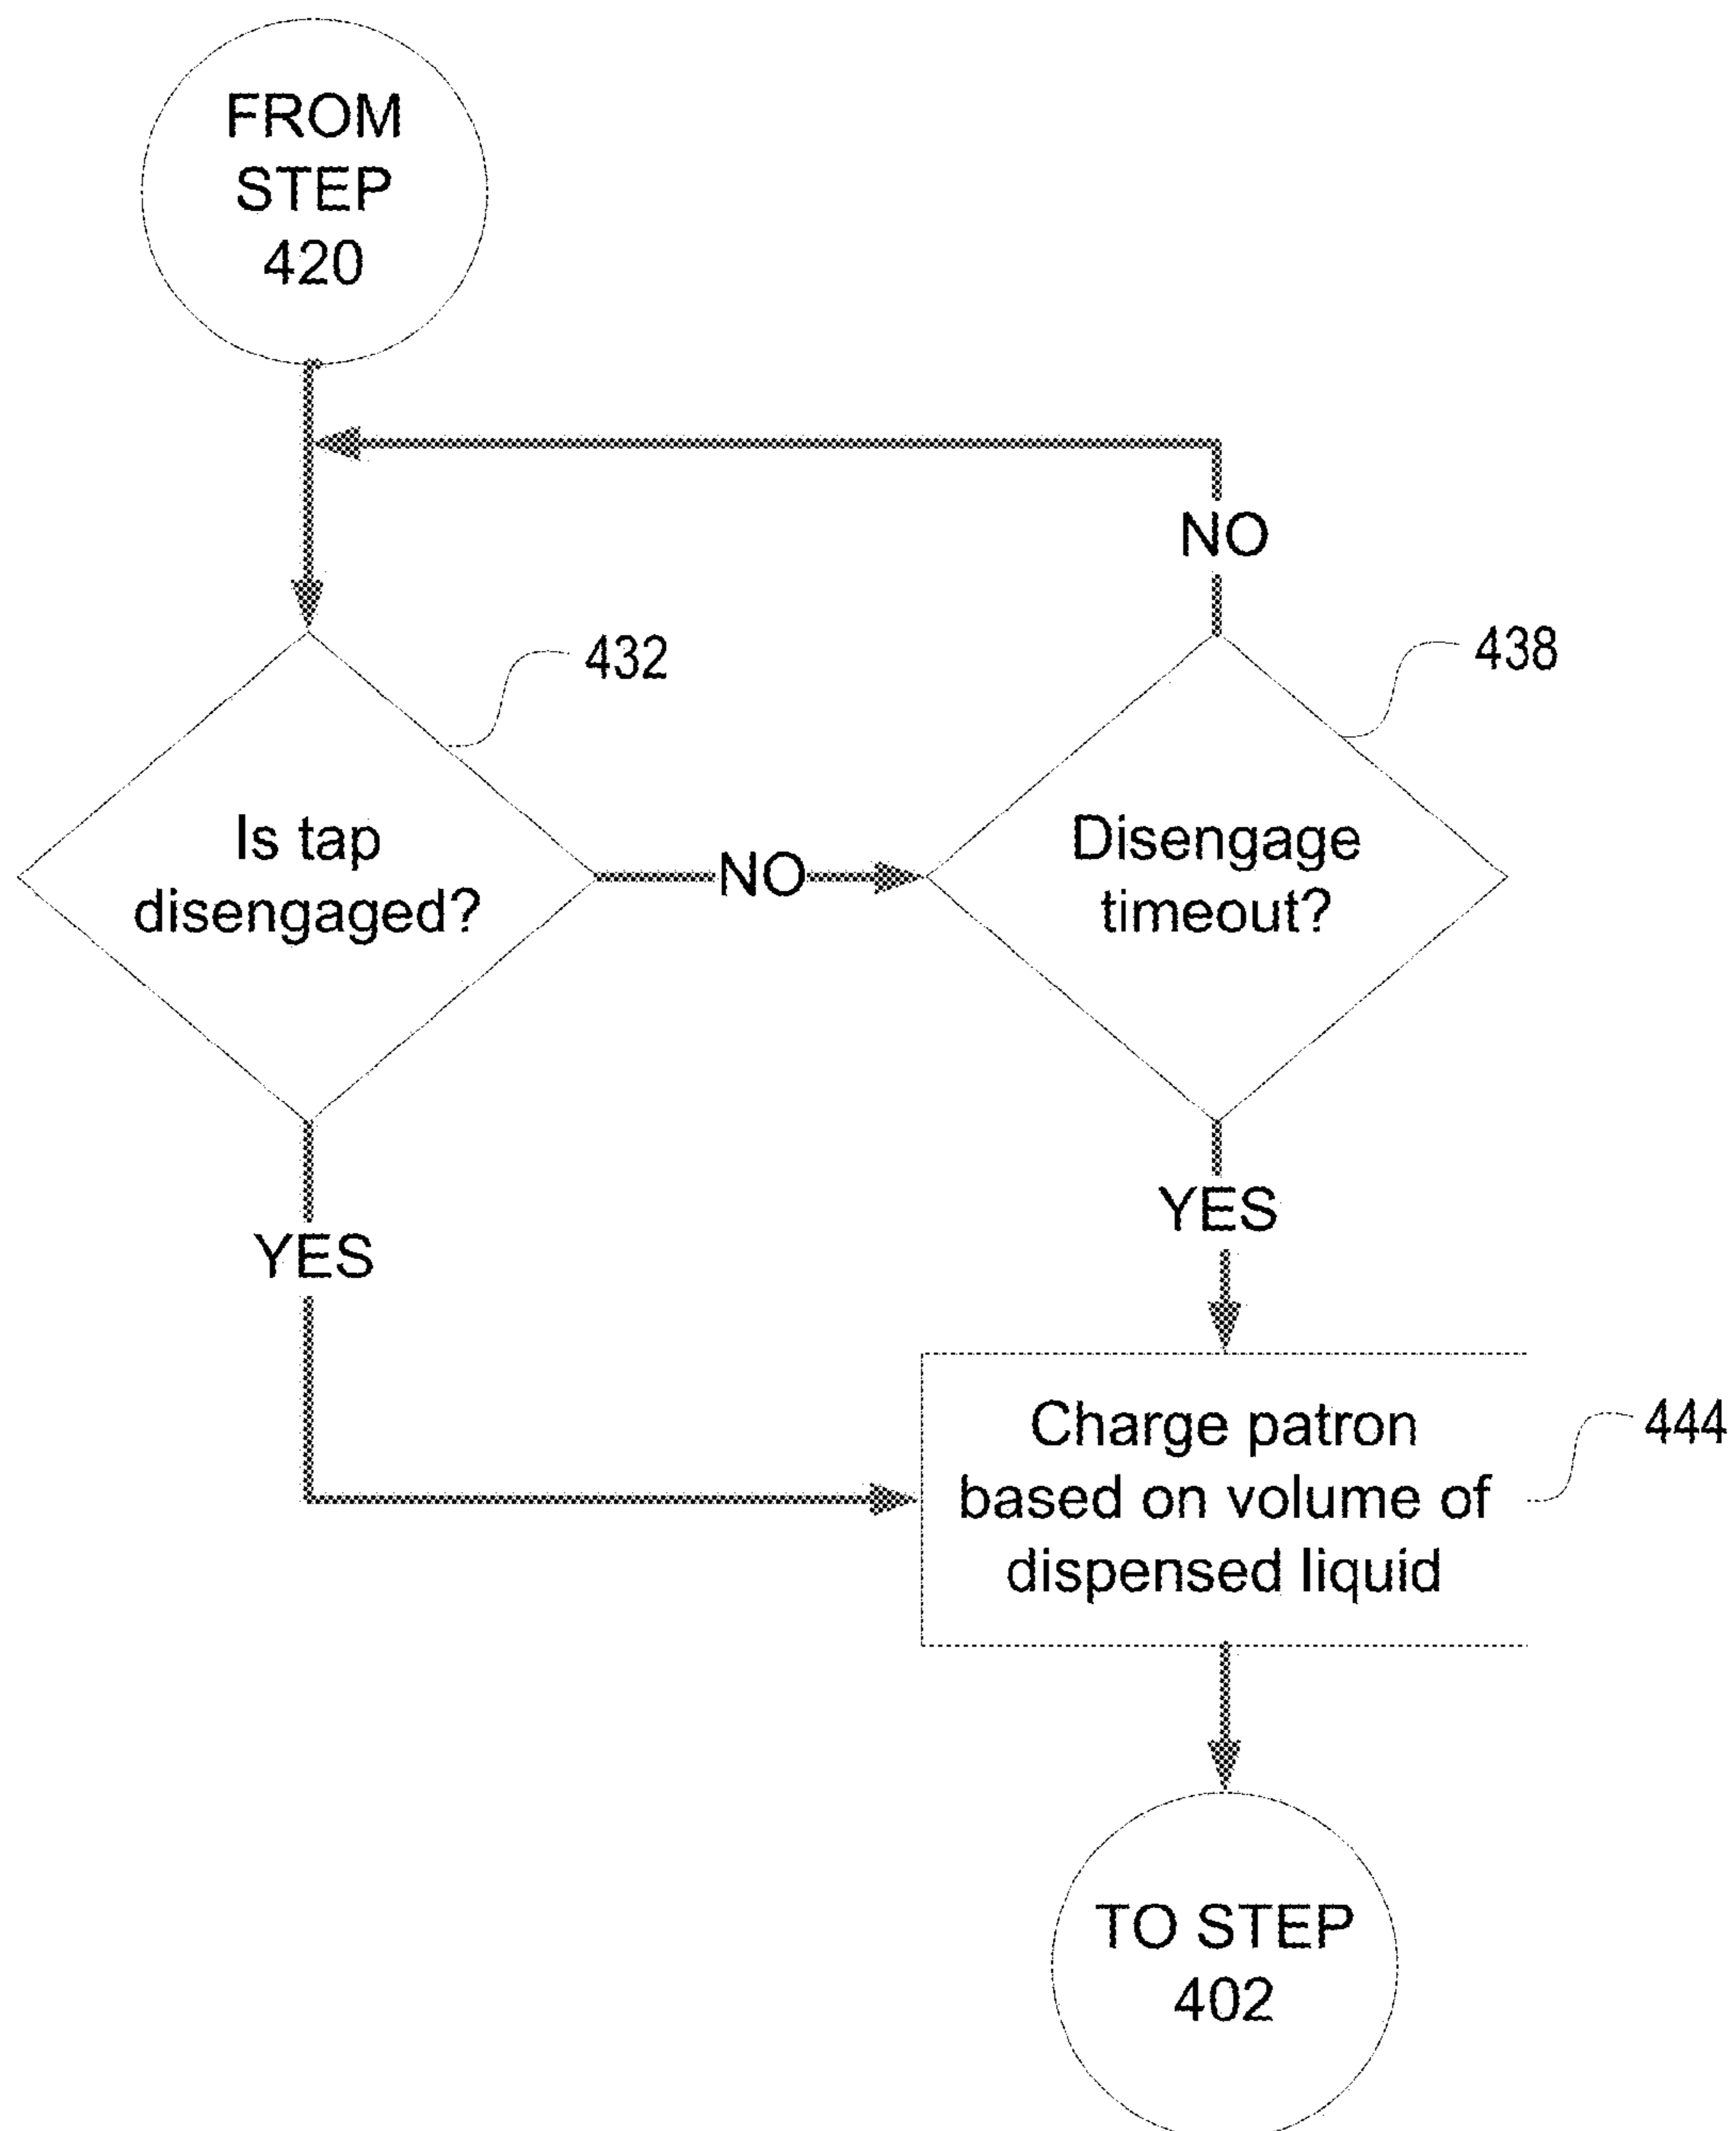 FROM
STEP
420
NO
432
438
Is tap
disengaged?
NO
Disengage
timeout?
YES
YES
Charge patron
based on volume of
dispensed liquid
444
TO STEP
402